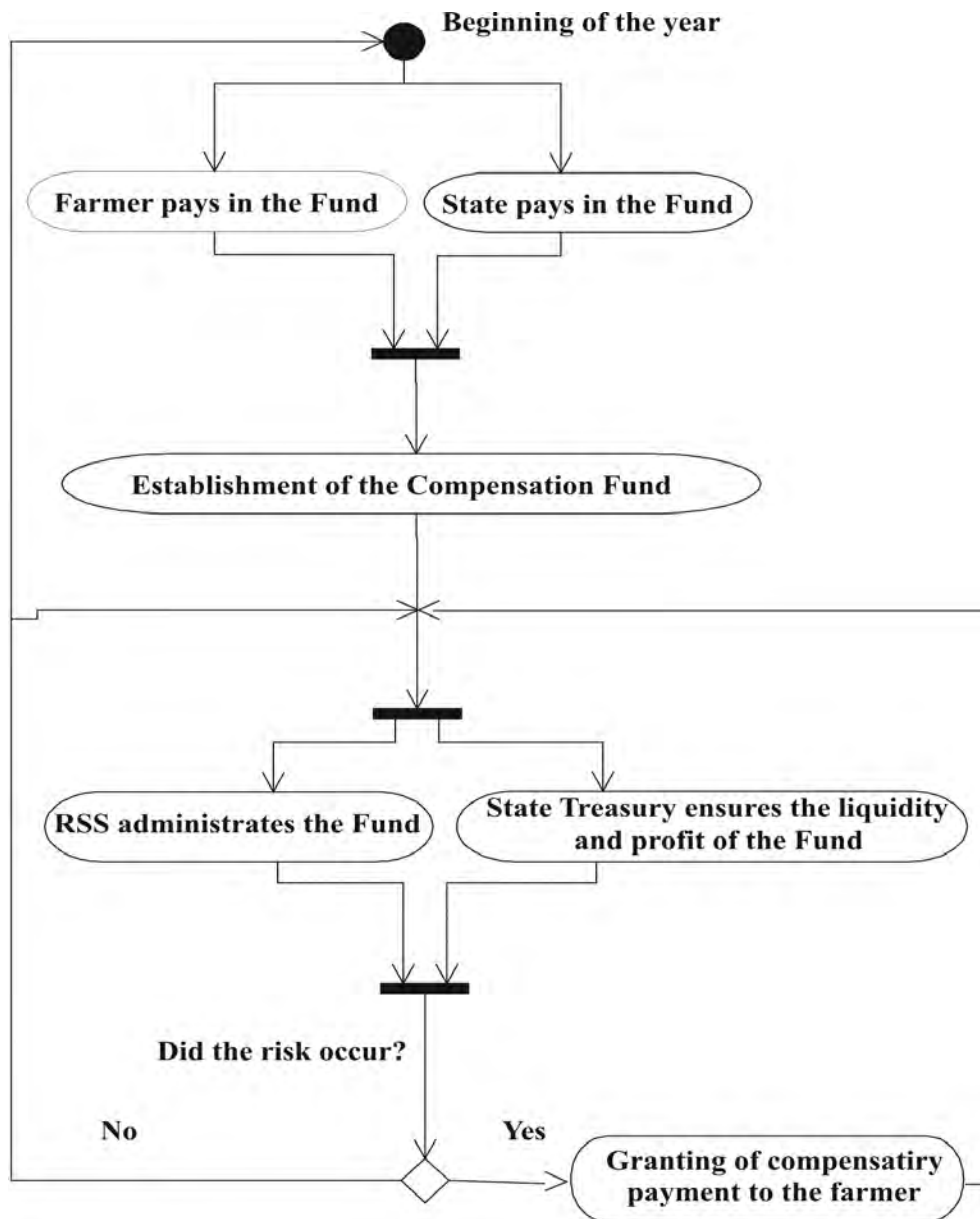 Beginning of the year
Farmer pays in the Fund
State pays in the Fund
Establishment of the Compensation Fund
RSS administrates the Fund
State Treasury ensures the liquidity
and profit of the Fund
Did the risk occur?
No
Yes
Granting of compensatiry
payment to the farmer